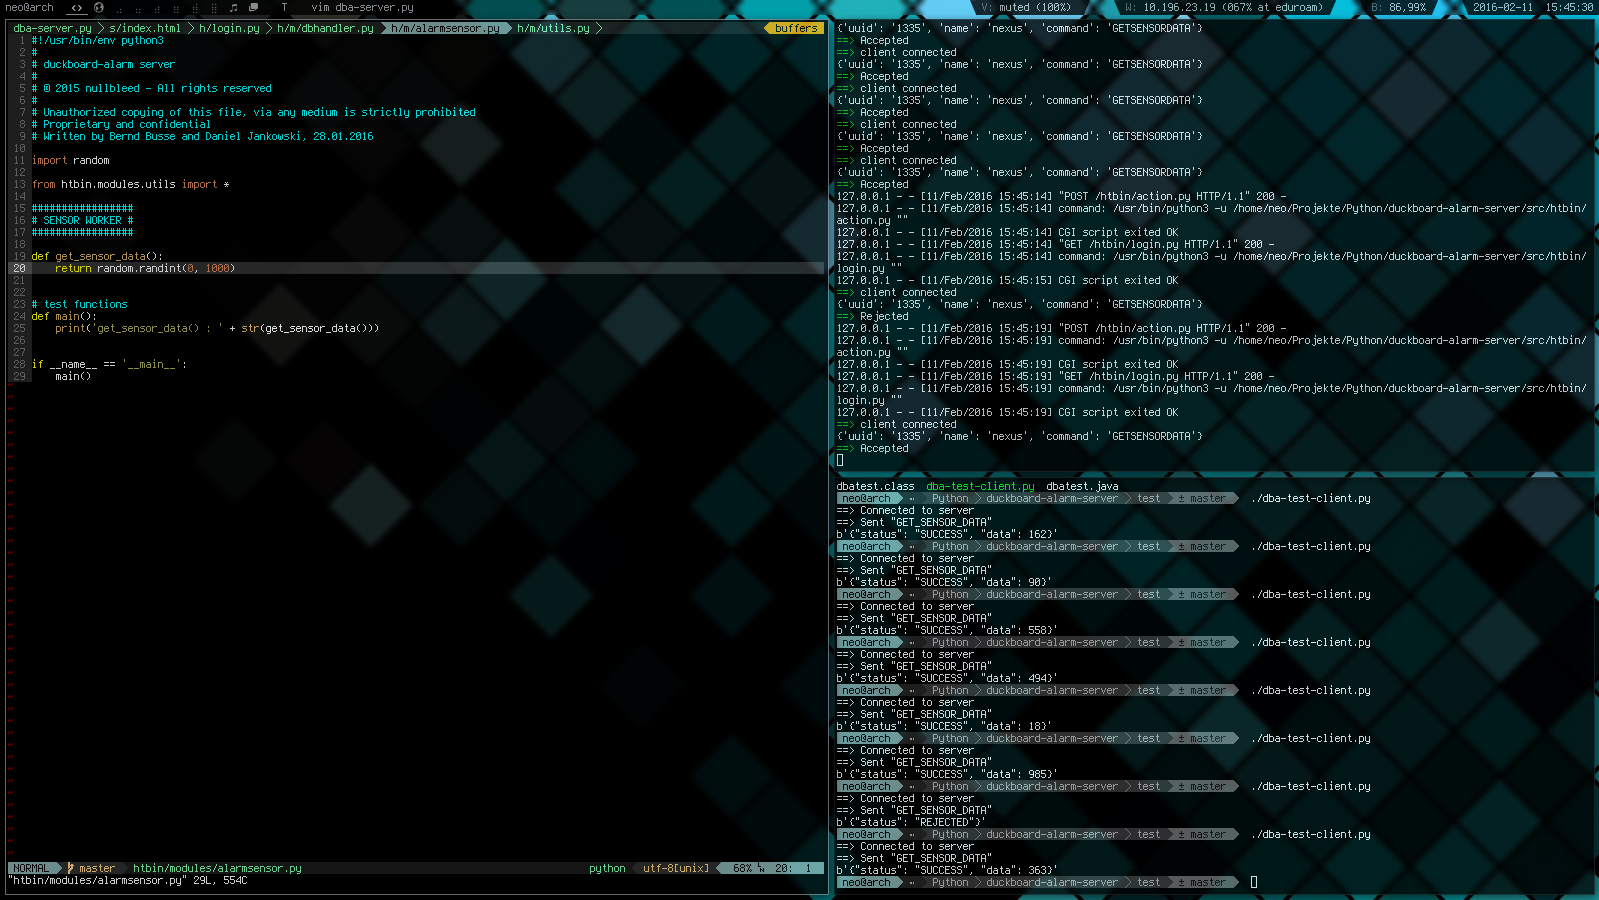 neo@arch <> T vim dba-server.py V: muted (100%) W: 10.196.23.19 (067% at eduroam) B: 86,99% 2016-02-11 15:45:30
dba-server.py s/index.html h/login.py h/m/dbhandler.py h/m/alarmsensor.py h/m/utils.py buffers
1 #!/usr/bin/env python3
2 #
3 # duckboard-alarm server
4 #
5 # @ 2015 nullbleed - All rights reserved
6 #
7 # Unauthorized copying of this file, via any medium is strictly prohibited
8 # Proprietary and confidential
9 # Written by Bernd Busse and Daniel Jankowski, 28.01.2016
10
11 import random
12
13 from htbin.modules.utils import *
14
15 #################
16 # SENSOR WORKER #
17 #################
18
19 def get_sensor_data():
20     return random.randint(0, 1000)
21
22
23 # test functions
24 def main():
25     print('get_sensor_data() : ' + str(get_sensor_data()))
26
27
28 if __name__ == '__main__':
29     main()
NORMAL master htbin/modules/alarmsensor.py python utf-8[unix] 68% 20: 1
"htbin/modules/alarmsensor.py" 29L, 554C
{'uuid': '1335', 'name': 'nexus', 'command': 'GETSENSORDATA'}
==> Accepted
==> client connected
{'uuid': '1335', 'name': 'nexus', 'command': 'GETSENSORDATA'}
==> Accepted
==> client connected
{'uuid': '1335', 'name': 'nexus', 'command': 'GETSENSORDATA'}
==> Accepted
==> client connected
{'uuid': '1335', 'name': 'nexus', 'command': 'GETSENSORDATA'}
==> Accepted
==> client connected
{'uuid': '1335', 'name': 'nexus', 'command': 'GETSENSORDATA'}
==> Accepted
127.0.0.1 - - [11/Feb/2016 15:45:14] "POST /htbin/action.py HTTP/1.1" 200 -
127.0.0.1 - - [11/Feb/2016 15:45:14] command: /usr/bin/python3 -u /home/neo/Projekte/Python/duckboard-alarm-server/src/htbin/
action.py ""
127.0.0.1 - - [11/Feb/2016 15:45:14] CGI script exited OK
127.0.0.1 - - [11/Feb/2016 15:45:14] "GET /htbin/login.py HTTP/1.1" 200 -
127.0.0.1 - - [11/Feb/2016 15:45:14] command: /usr/bin/python3 -u /home/neo/Projekte/Python/duckboard-alarm-server/src/htbin/
login.py ""
127.0.0.1 - - [11/Feb/2016 15:45:15] CGI script exited OK
==> client connected
{'uuid': '1335', 'name': 'nexus', 'command': 'GETSENSORDATA'}
==> Rejected
127.0.0.1 - - [11/Feb/2016 15:45:19] "POST /htbin/action.py HTTP/1.1" 200 -
127.0.0.1 - - [11/Feb/2016 15:45:19] command: /usr/bin/python3 -u /home/neo/Projekte/Python/duckboard-alarm-server/src/htbin/
action.py ""
127.0.0.1 - - [11/Feb/2016 15:45:19] CGI script exited OK
127.0.0.1 - - [11/Feb/2016 15:45:19] "GET /htbin/login.py HTTP/1.1" 200 -
127.0.0.1 - - [11/Feb/2016 15:45:19] command: /usr/bin/python3 -u /home/neo/Projekte/Python/duckboard-alarm-server/src/htbin/
login.py ""
127.0.0.1 - - [11/Feb/2016 15:45:19] CGI script exited OK
==> client connected
{'uuid': '1335', 'name': 'nexus', 'command': 'GETSENSORDATA'}
==> Accepted
dbatest.class dba-test-client.py dbatest.java
neo@arch Python duckboard-alarm-server test ± master ./dba-test-client.py
==> Connected to server
==> Sent "GET_SENSOR_DATA"
b'{"status": "SUCCESS", "data": 162}'
neo@arch Python duckboard-alarm-server test ± master ./dba-test-client.py
==> Connected to server
==> Sent "GET_SENSOR_DATA"
b'{"status": "SUCCESS", "data": 90}'
neo@arch Python duckboard-alarm-server test ± master ./dba-test-client.py
==> Connected to server
==> Sent "GET_SENSOR_DATA"
b'{"status": "SUCCESS", "data": 558}'
neo@arch Python duckboard-alarm-server test ± master ./dba-test-client.py
==> Connected to server
==> Sent "GET_SENSOR_DATA"
b'{"status": "SUCCESS", "data": 494}'
neo@arch Python duckboard-alarm-server test ± master ./dba-test-client.py
==> Connected to server
==> Sent "GET_SENSOR_DATA"
b'{"status": "SUCCESS", "data": 18}'
neo@arch Python duckboard-alarm-server test ± master ./dba-test-client.py
==> Connected to server
==> Sent "GET_SENSOR_DATA"
b'{"status": "SUCCESS", "data": 985}'
neo@arch Python duckboard-alarm-server test ± master ./dba-test-client.py
==> Connected to server
==> Sent "GET_SENSOR_DATA"
b'{"status": "REJECTED"}'
neo@arch Python duckboard-alarm-server test ± master ./dba-test-client.py
==> Connected to server
==> Sent "GET_SENSOR_DATA"
b'{"status": "SUCCESS", "data": 363}'
neo@arch Python duckboard-alarm-server test ± master